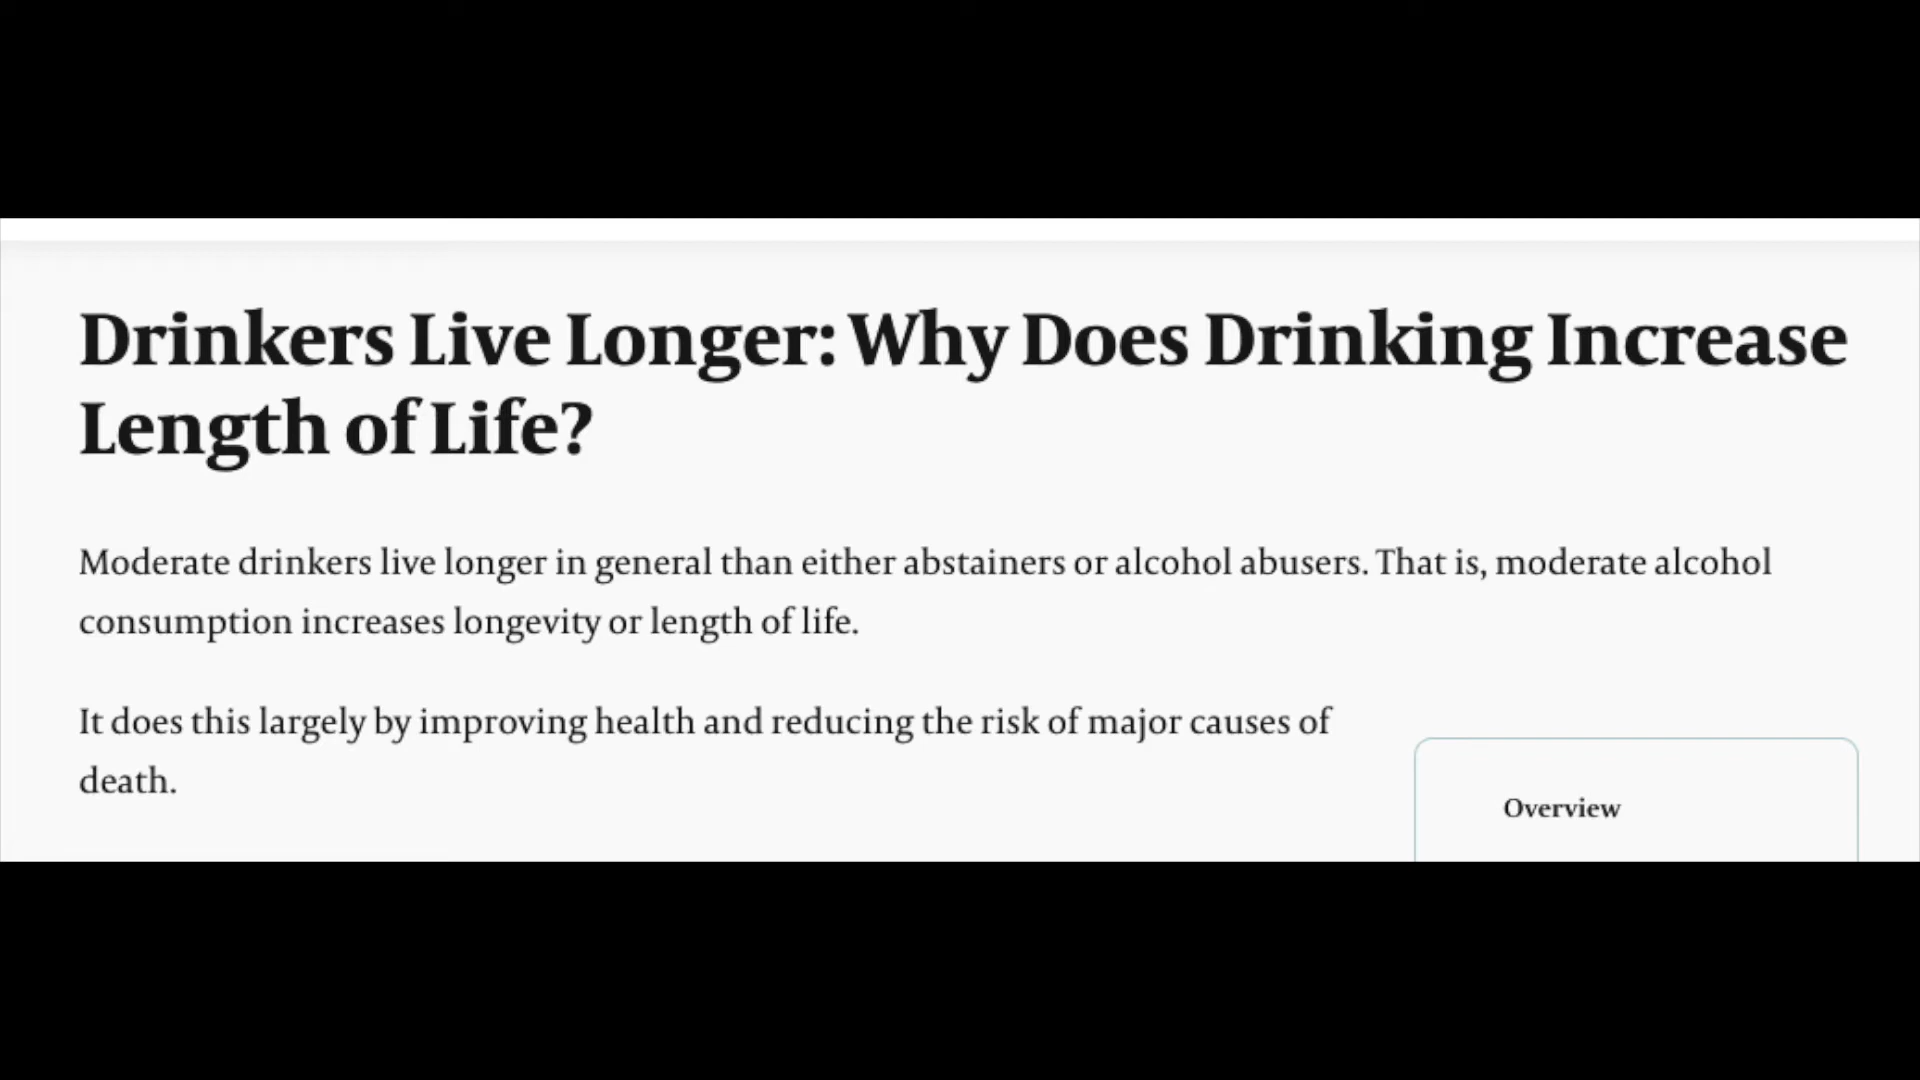 Drinkers Live Longer: Why Does Drinking Increase
Length of Life?
Moderate drinkers live longer in general than either abstainers or alcohol abusers. That is, moderate alcohol
consumption increases longevity or length of life.
It does this largely by improving health and reducing the risk of major causes of
death.
Overview